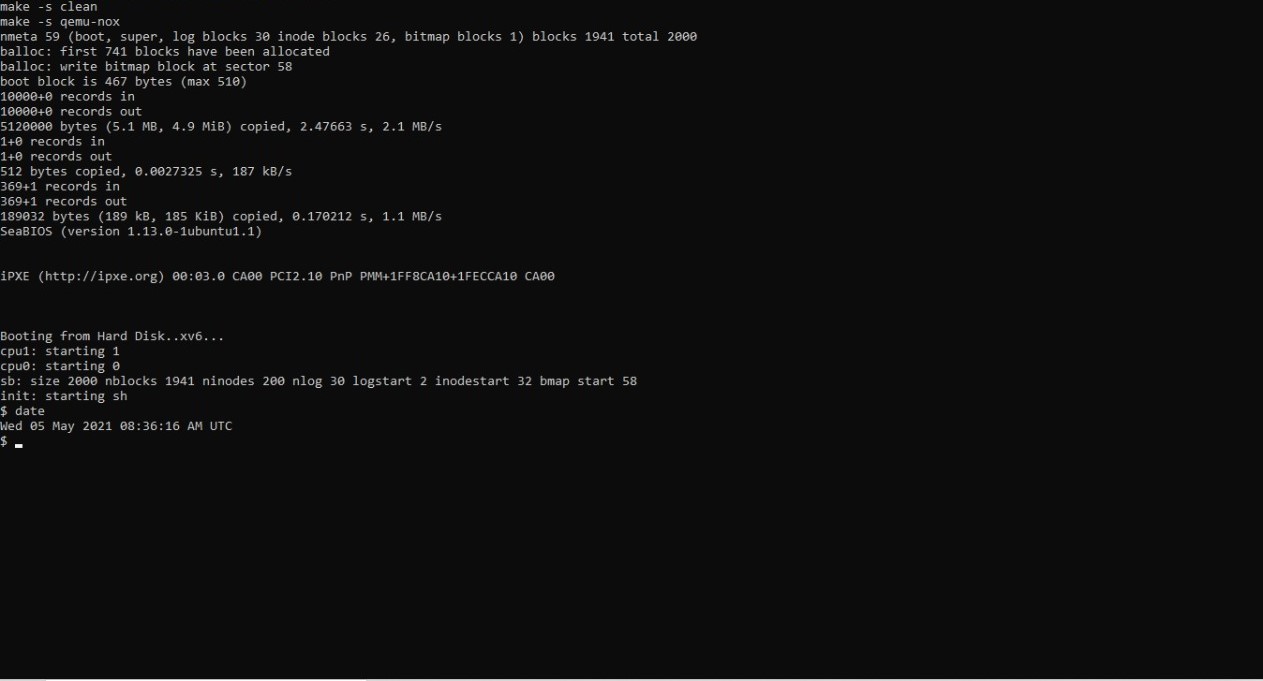 make -s clean
make -s qemu-nox
nmeta 59 (boot, super, log blocks 30 inode blocks 26, bitmap blocks 1) blocks 1941 total 2000
balloc: first 741 blocks have been allocated
balloc: write bitmap block at sector 58
boot block is 467 bytes (max 510)
10000+0 records in
10000+0 records out
5120000 bytes (5.1 MB, 4.9 MiB) copied, 2.47663 s, 2.1 MB/s
1+0 records in
1+0 records out
512 bytes copied, 0.0027325 s, 187 kB/s
369+1 records in
369+1 records out
189032 bytes (189 kB, 185 KiB) copied, 0.170212 s, 1.1 MB/s
SeaBIOS (version 1.13.0-1ubuntu1.1)
iPXE (http://ipxe.org) 00:03.0 CA00 PCI2.10 PnP PMM+1FF8CA10+1FECCA10 CA00
Booting from Hard Disk..xv6...
cpu1: starting 1
cpu0: starting 0
sb: size 2000 nblocks 1941 ninodes 200 nlog 30 logstart 2 inodestart 32 bmap start 58
init: starting sh
$ date
Wed 05 May 2021 08:36:16 AM UTC
$